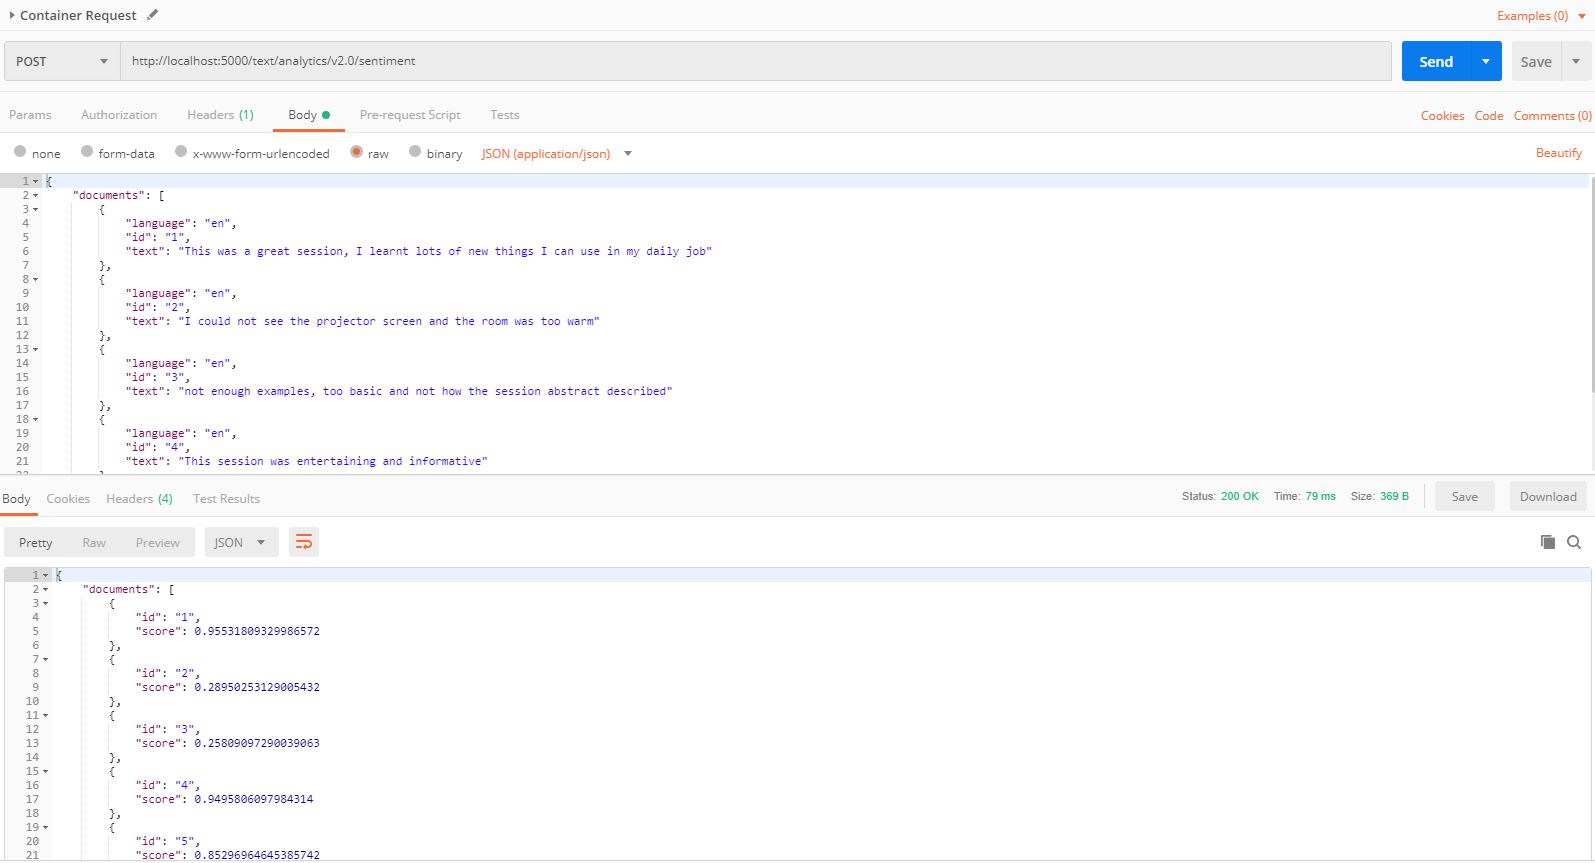 Container Request
Examples (0)
POST
http://localhost:5000/text/analytics/v2.0/sentiment
Send
Save
Params
Authorization
Headers (1)
Body
Pre-request Script
Tests
Cookies
Code
Comments (0)
none
form-data
x-www-form-urlencoded
raw
binary
JSON (application/json)
Beautify
1 {
2 "documents": [
3 {
4 "language": "en",
5 "id": "1",
6 "text": "This was a great session, I learnt lots of new things I can use in my daily job"
7 },
8 {
9 "language": "en",
10 "id": "2",
11 "text": "I could not see the projector screen and the room was too warm"
12 },
13 {
14 "language": "en",
15 "id": "3",
16 "text": "not enough examples, too basic and not how the session abstract described"
17 },
18 {
19 "language": "en",
20 "id": "4",
21 "text": "This session was entertaining and informative"
Body
Cookies
Headers (4)
Test Results
Status: 200 OK
Time: 79 ms
Size: 369 B
Save
Download
Pretty
Raw
Preview
JSON
1 {
2 "documents": [
3 {
4 "id": "1",
5 "score": 0.95531809329986572
6 },
7 {
8 "id": "2",
9 "score": 0.28950253129005432
10 },
11 {
12 "id": "3",
13 "score": 0.25809097290039063
14 },
15 {
16 "id": "4",
17 "score": 0.9495806097984314
18 },
19 {
20 "id": "5",
21 "score": 0.85296964645385742